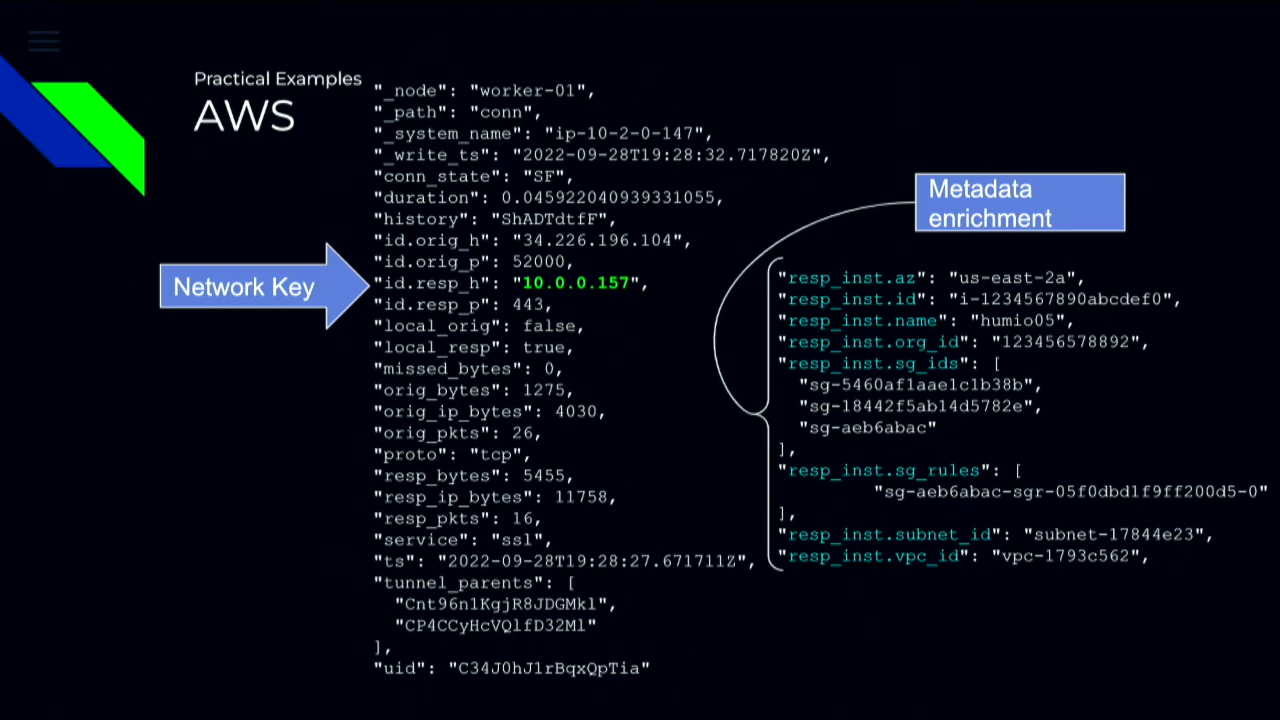 Practical Examples
AWS
"_node": "worker-01",
"_path": "conn",
"_system_name": "ip-10-2-0-147",
"_write_ts": "2022-09-28T19:28:32.717820Z",
"conn_state": "SF",
"duration": 0.045922040939331055,
"history": "ShADTdtfF",
"id.orig_h": "34.226.196.104",
"id.orig_p": 52000,
Network Key
"id.resp_h": "10.0.0.157",
"id.resp_p": 443,
"local_orig": false,
"local_resp": true,
"missed_bytes": 0,
"orig_bytes": 1275,
"orig_ip_bytes": 4030,
"orig_pkts": 26,
"proto": "tcp",
"resp_bytes": 5455,
"resp_ip_bytes": 11758,
"resp_pkts": 16,
"service": "ssl",
"ts": "2022-09-28T19:28:27.671711Z",
"tunnel_parents": [
"Cnt96n1KgjR8JDGMkl",
"CP4CCyHcVQlfD32Ml"
],
"uid": "C34J0hJ1rBqxQpTia"
Metadata
enrichment
"resp_inst.az": "us-east-2a",
"resp_inst.id": "i-1234567890abcdef0",
"resp_inst.name": "humio05",
"resp_inst.org_id": "123456578892",
"resp_inst.sg_ids": [
"sg-5460af1aae1c1b38b",
"sg-18442f5ab14d5782e",
"sg-aeb6abac"
],
"resp_inst.sg_rules": [
"sg-aeb6abac-sgr-05f0dbd1f9ff200d5-0"
],
"resp_inst.subnet_id": "subnet-17844e23",
"resp_inst.vpc_id": "vpc-1793c562",